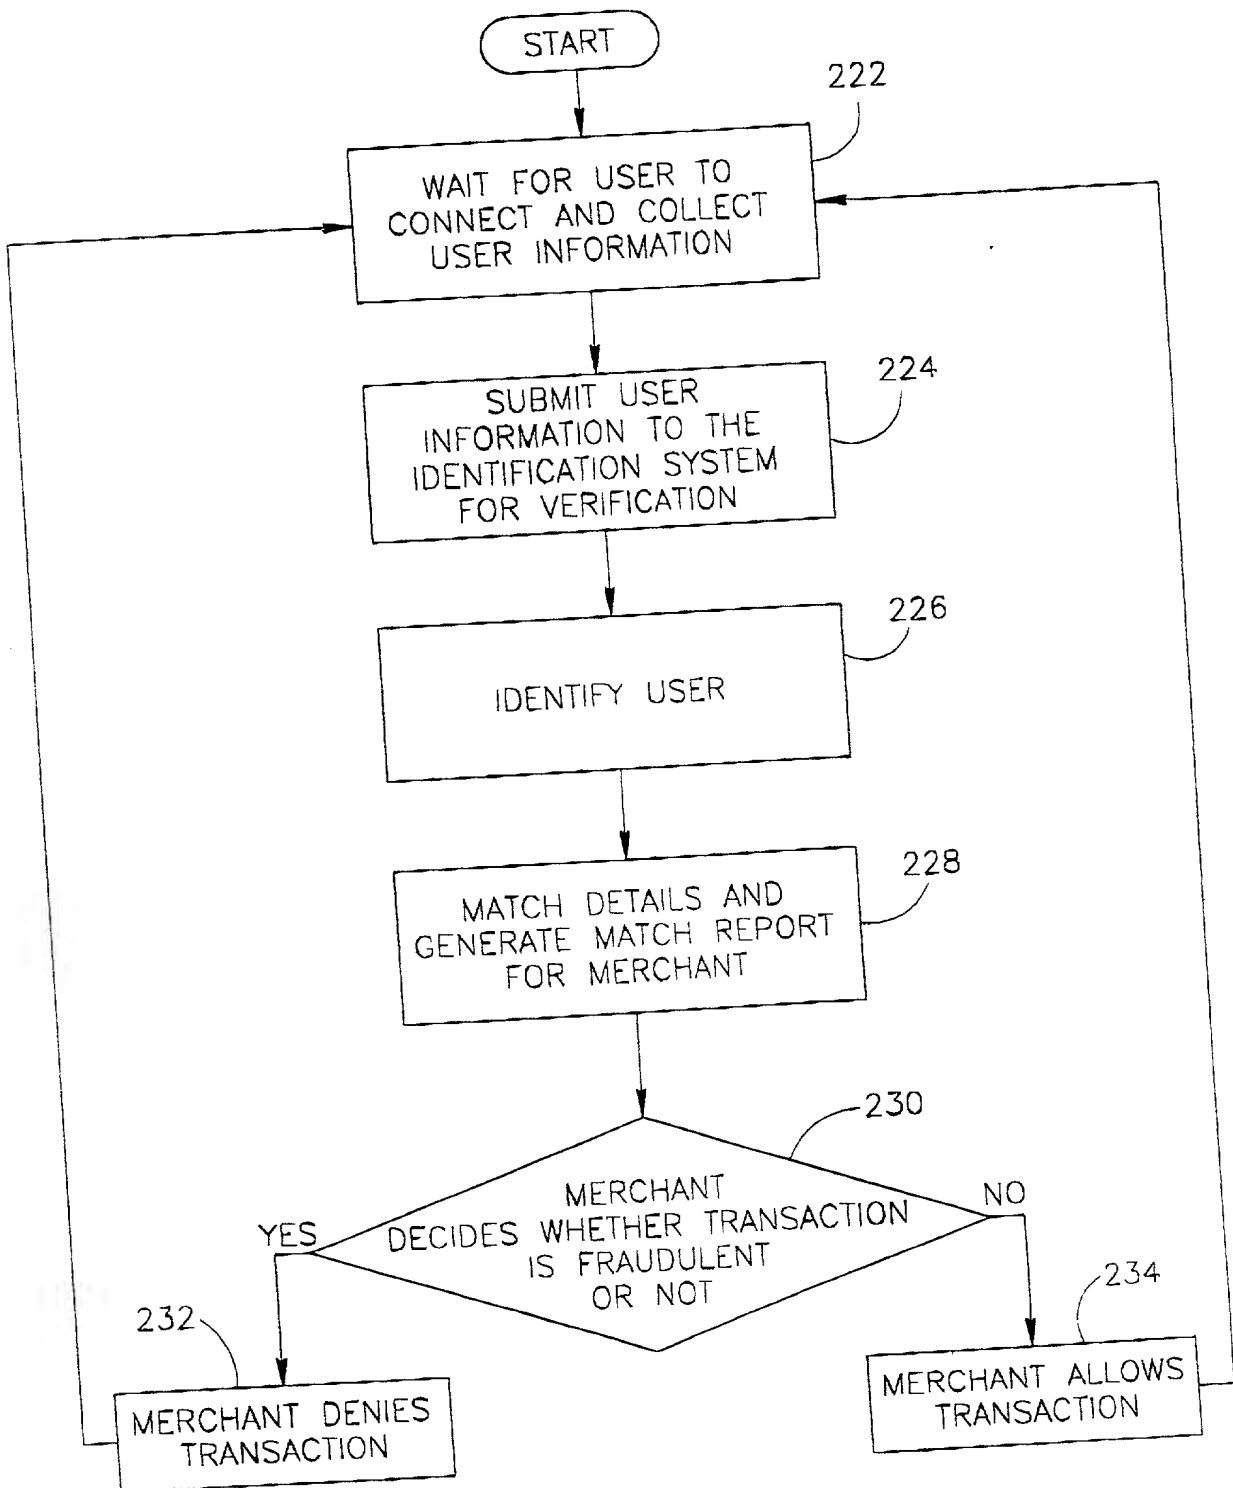 START
222
WAIT FOR USER TO
CONNECT AND COLLECT
USER INFORMATION
224
SUBMIT USER
INFORMATION TO THE
IDENTIFICATION SYSTEM
FOR VERIFICATION
226
IDENTIFY USER
228
MATCH DETAILS AND
GENERATE MATCH REPORT
FOR MERCHANT
230
MERCHANT
DECIDES WHETHER TRANSACTION
IS FRAUDULENT
OR NOT
YES
NO
232
MERCHANT DENIES
TRANSACTION
234
MERCHANT ALLOWS
TRANSACTION